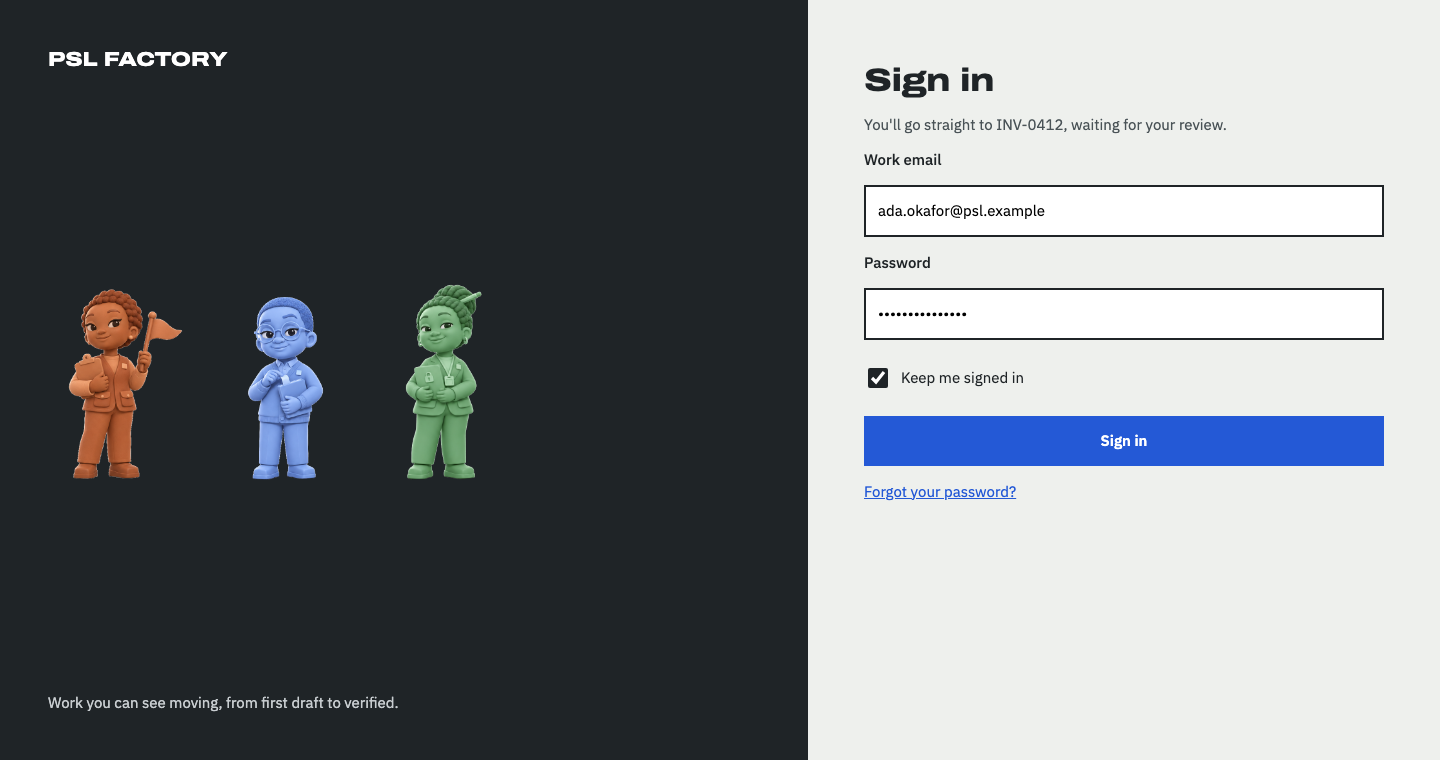 PSL FACTORY
Work you can see moving, from first draft to verified.
Sign in
You'll go straight to INV-0412, waiting for your review.
Work email
ada.okafor@psl.example
Password
•••••••••••••••
Keep me signed in
Sign in
Forgot your password?